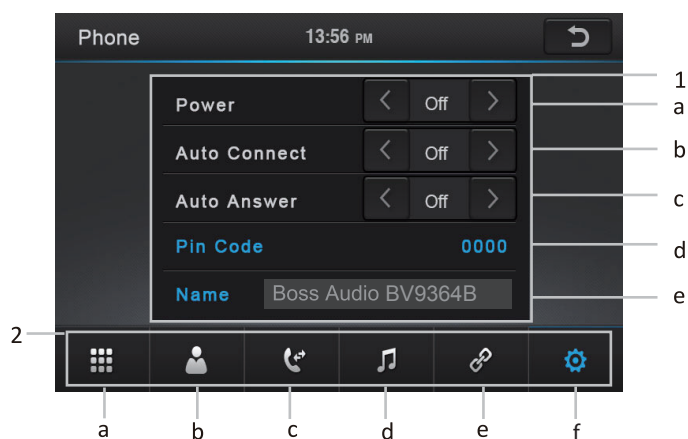 Phone 13:56 PM
1
Power Off a
Auto Connect Off b
Auto Answer Off c
Pin Code 0000 d
Name Boss Audio BV9364B e
2
a b c d e f